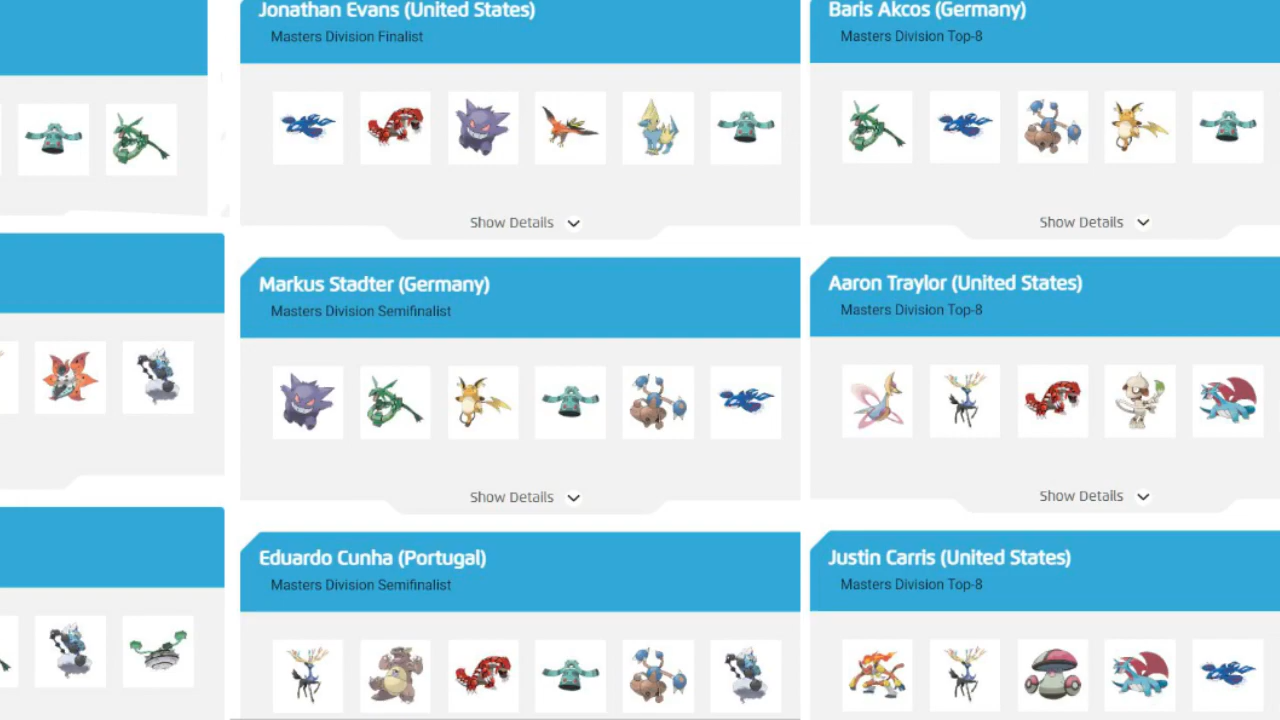 Jonathan Evans (United States)
Masters Division Finalist
Show Details
Baris Akcos (Germany)
Masters Division Top-8
Show Details
Markus Stadter (Germany)
Masters Division Semifinalist
Show Details
Aaron Traylor (United States)
Masters Division Top-8
Show Details
Eduardo Cunha (Portugal)
Masters Division Semifinalist
Justin Carris (United States)
Masters Division Top-8